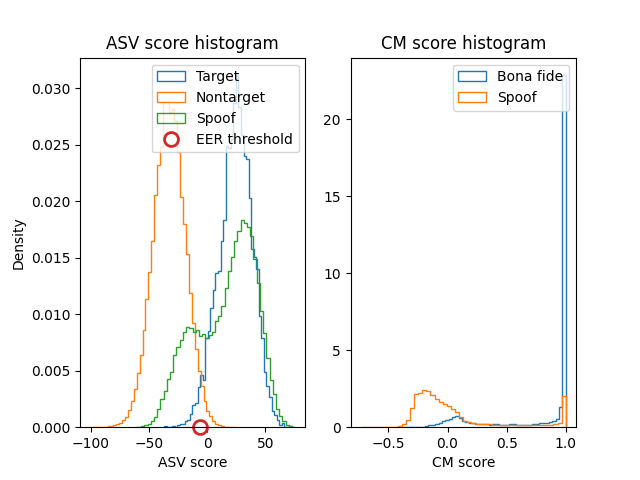 ASV score histogram
Density
0.030
0.025
0.020
0.015
0.010
0.005
0.000
Target
Nontarget
Spoof
EER threshold
−100
−50
0
50
ASV score
CM score histogram
20
15
10
5
0
Bona fide
Spoof
−0.5
0.0
0.5
1.0
CM score